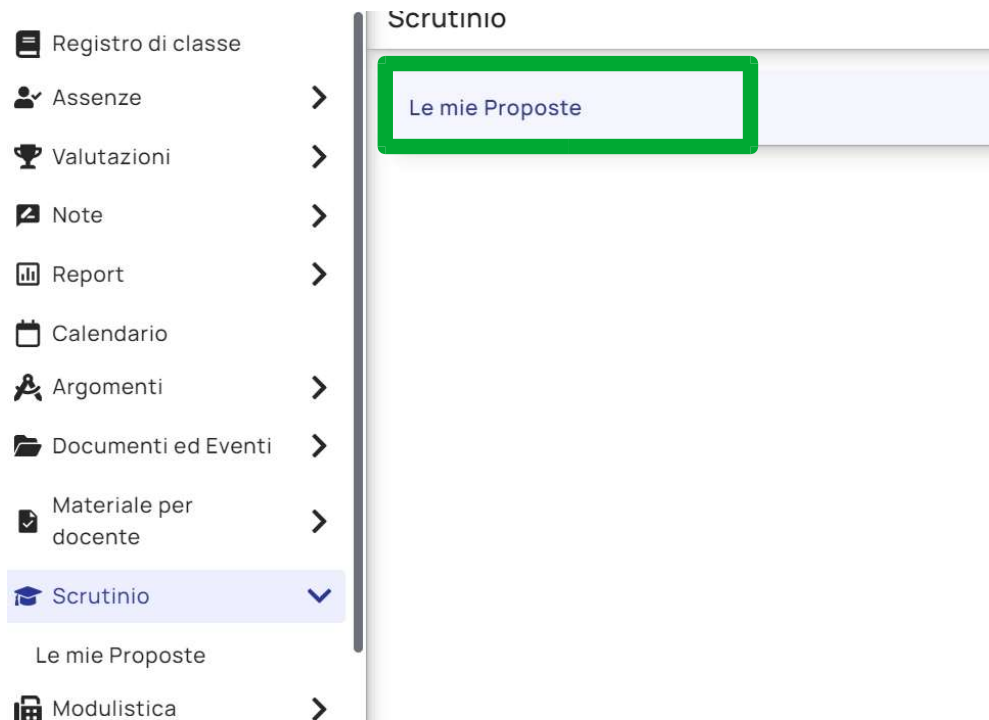 Registro di classe
Assenze
Valutazioni
Note
Report
Calendario
Argomenti
Documenti ed Eventi
Materiale per
docente
Scrutinio
Le mie Proposte
Modulistica
Scrutinio
Le mie Proposte